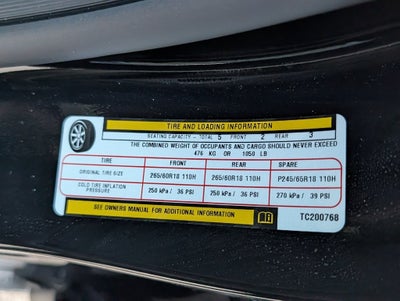 TIRE AND LOADING INFORMATION
SEATING CAPACITY - TOTAL 5 FRONT 2 REAR 3
THE COMBINED WEIGHT OF OCCUPANTS AND CARGO SHOULD NEVER EXCEED
476 KG OR 1050 LB
TIRE FRONT REAR SPARE
ORIGINAL TIRE SIZE 265/60R18 110H 265/60R18 110H P245/65R18 110H
COLD TIRE INFLATION PRESSURE 250 kPa / 36 PSI 250 kPa / 36 PSI 270 kPa / 39 PSI
SEE OWNERS MANUAL FOR ADDITIONAL INFORMATION TC200768